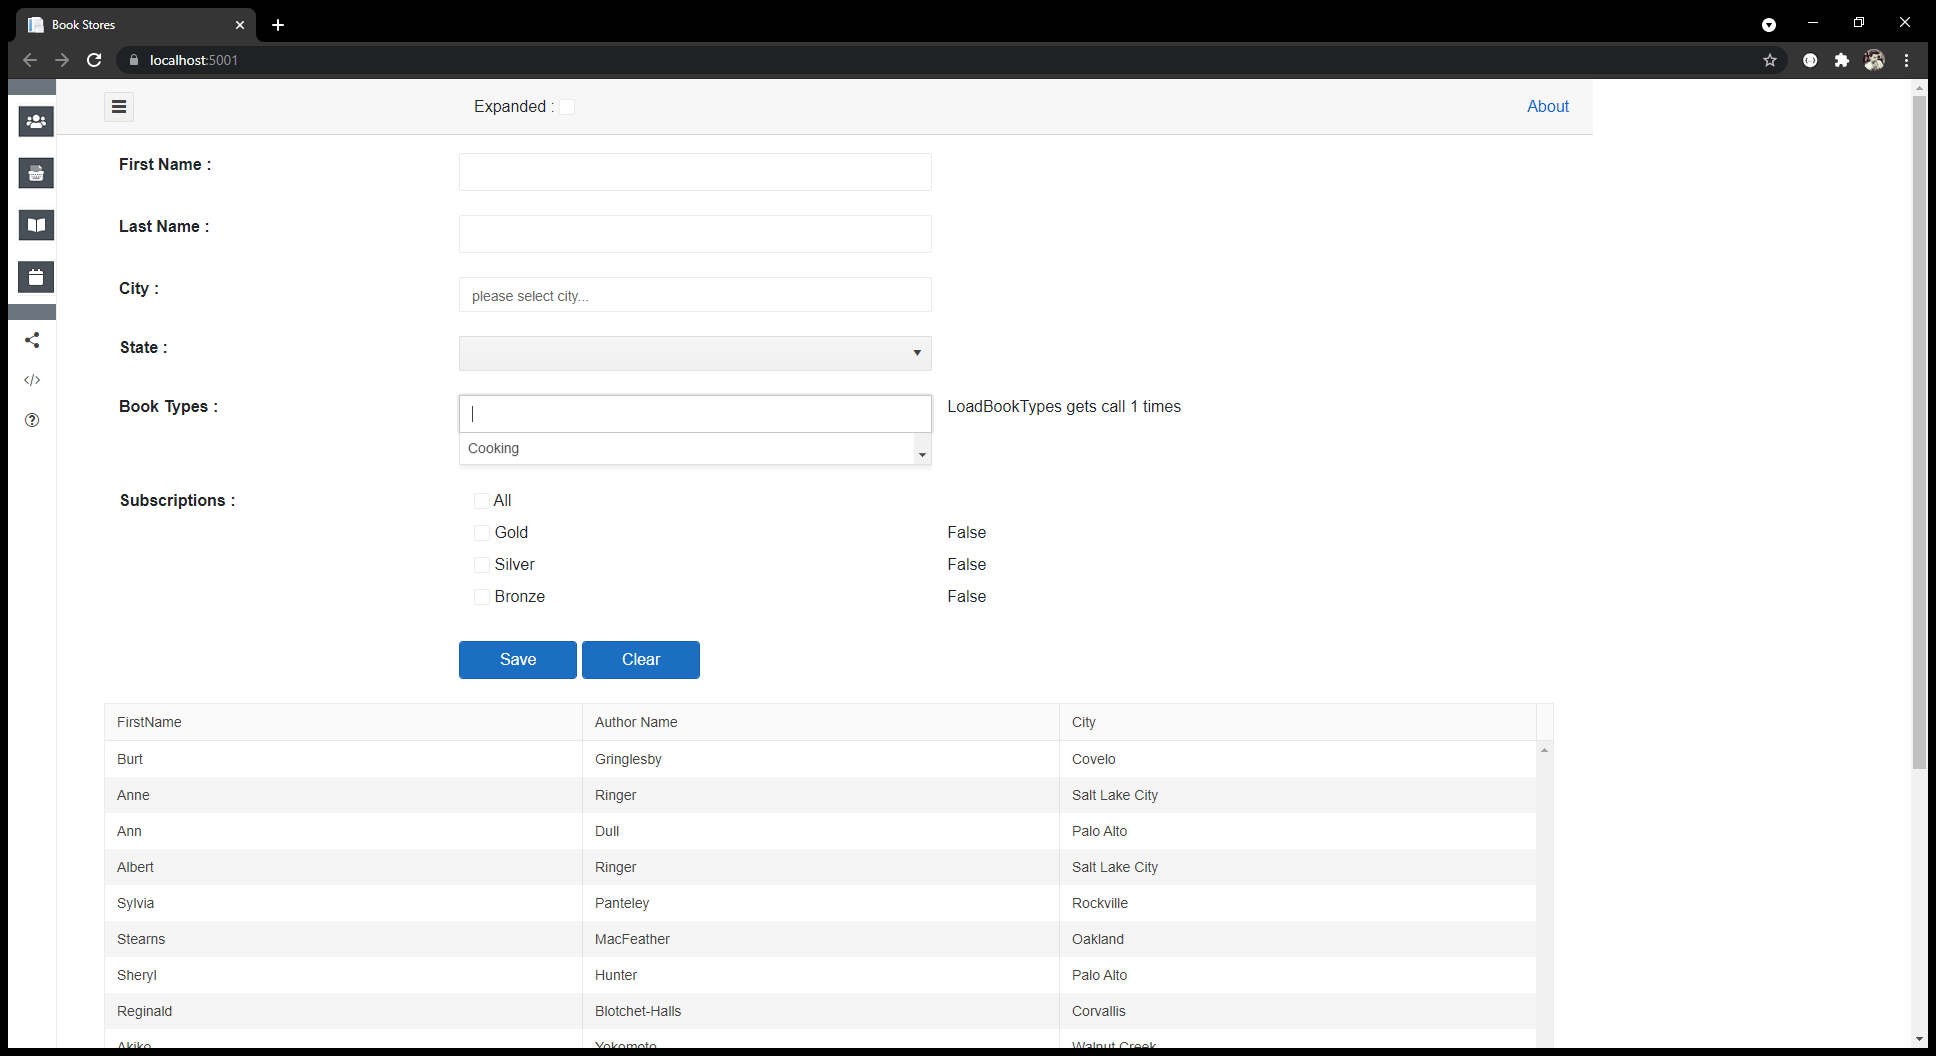 Book Stores
localhost:5001
Expanded :
About
First Name :
Last Name :
City :
please select city...
State :
Book Types :
LoadBookTypes gets call 1 times
Cooking
Subscriptions :
All
Gold False
Silver False
Bronze False
Save Clear
FirstName Author Name City
Burt Gringlesby Covelo
Anne Ringer Salt Lake City
Ann Dull Palo Alto
Albert Ringer Salt Lake City
Sylvia Panteley Rockville
Stearns MacFeather Oakland
Sheryl Hunter Palo Alto
Reginald Blotchet-Halls Corvallis
Akiko Yokomoto Walnut Creek